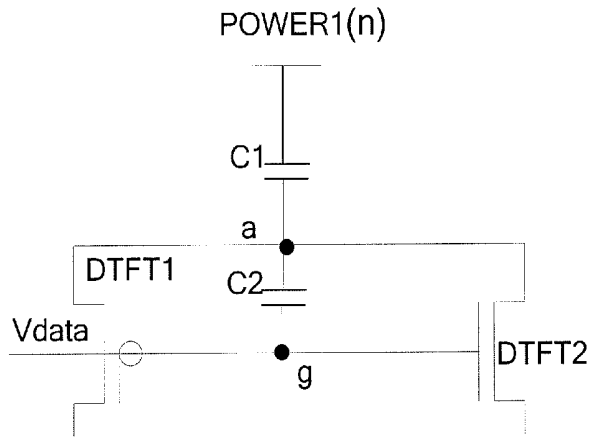 POWER1(n)
C1
a
DTFT1
C2
Vdata
DTFT2
g